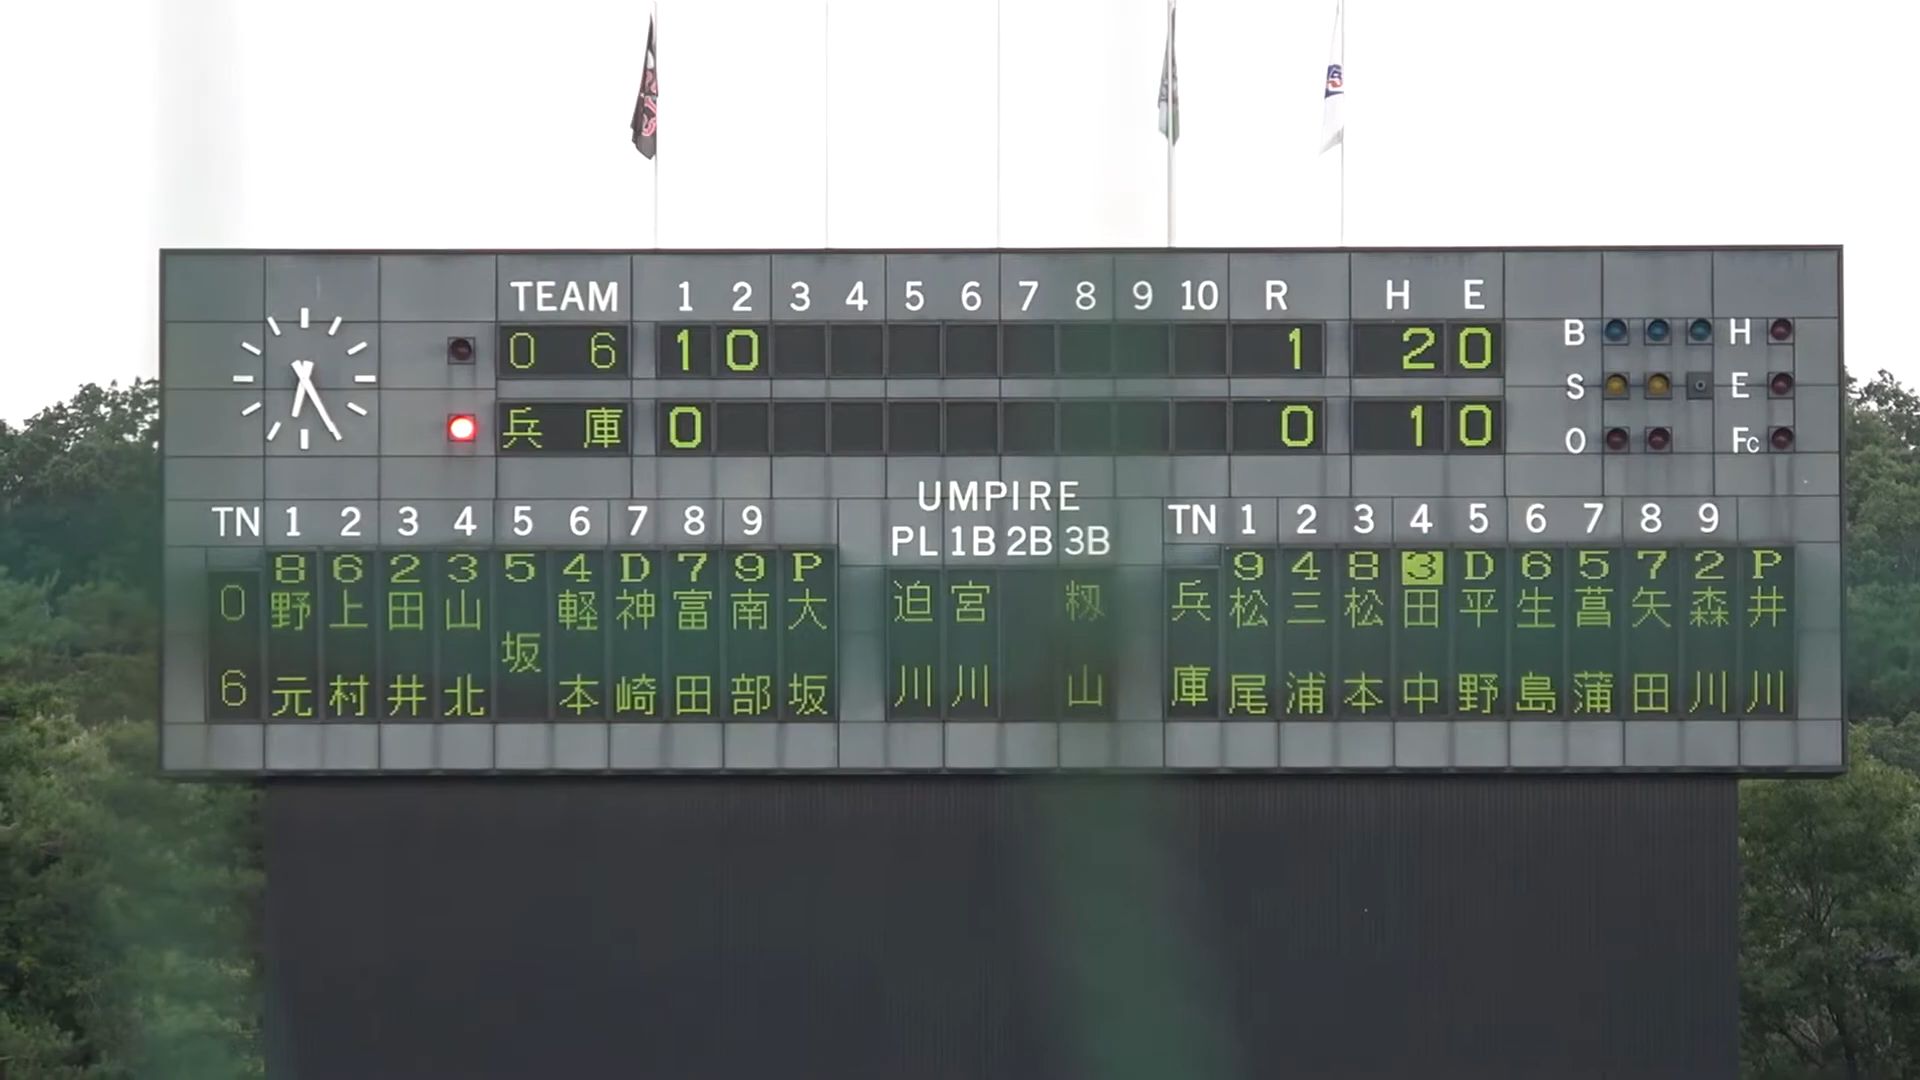 TEAM 1 2 3 4 5 6 7 8 9 10 R H E
0 6 1 0 1 2 0
兵庫 0 0 1 0
B H
S E
O Fc
UMPIRE
PL 1B 2B 3B
迫川 宮川 籾山
TN 1 2 3 4 5 6 7 8 9
8 6 2 3 5 4 D 7 9 P
06 野元 上村 田井 山北 坂 軽本 神崎 富田 南部 大坂
TN 1 2 3 4 5 6 7 8 9
9 4 8 3 D 6 5 7 2 P
兵庫 松尾 三浦 松本 田中 平野 生島 菖蒲 矢田 森川 井川